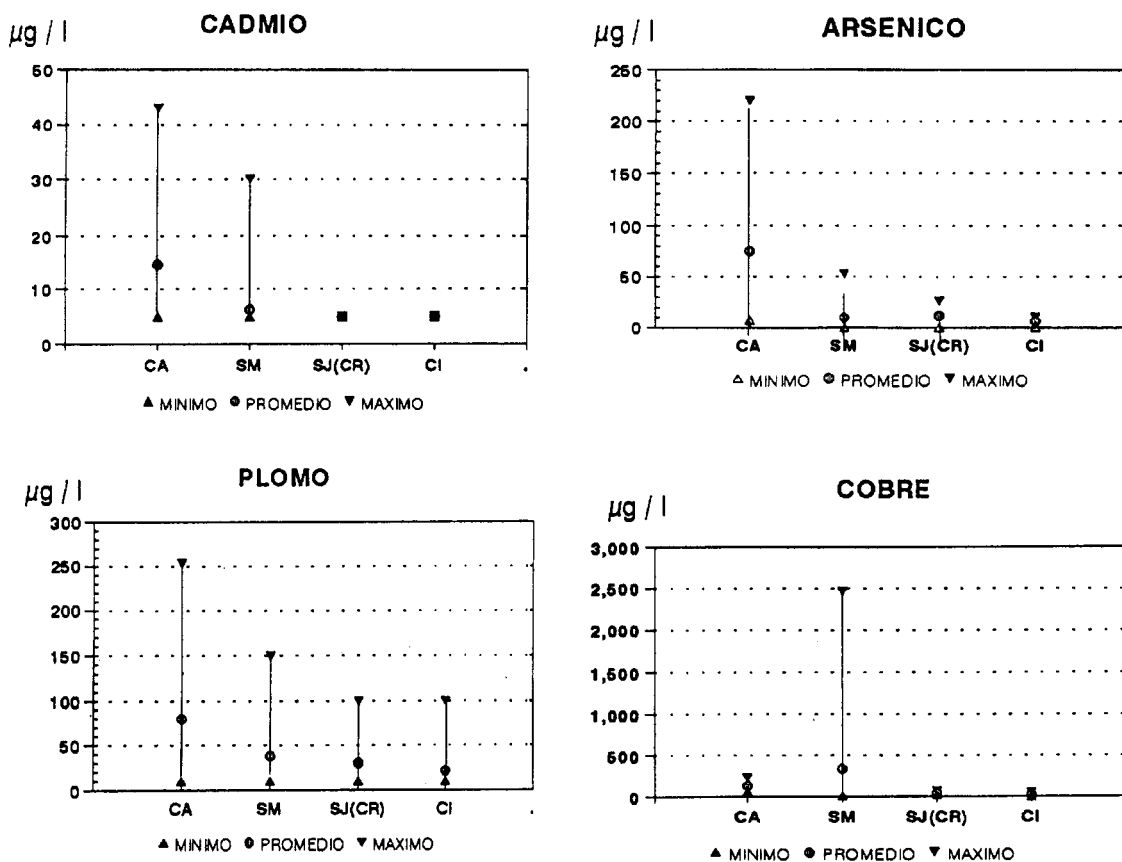 CADMIO
µg / l
50
40
30
20
10
0
CA SM SJ(CR) CI
▲ MINIMO ● PROMEDIO ▼ MAXIMO
ARSENICO
µg / l
250
200
150
100
50
0
CA SM SJ(CR) CI
△ MINIMO ● PROMEDIO ▼ MAXIMO
PLOMO
µg / l
300
250
200
150
100
50
0
CA SM SJ(CR) CI
▲ MINIMO ● PROMEDIO ▼ MAXIMO
COBRE
µg / l
3,000
2,500
2,000
1,500
1,000
500
0
CA SM SJ(CR) CI
▲ MINIMO ● PROMEDIO ▼ MAXIMO